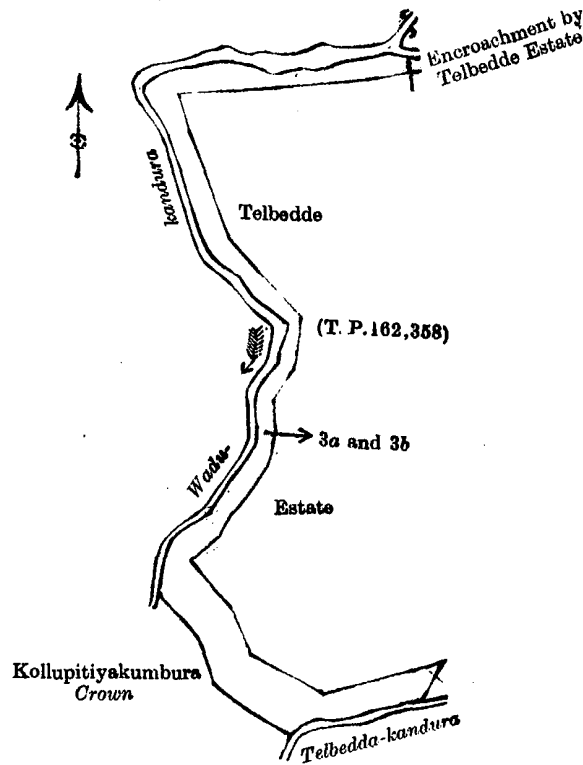 Encroachment by
Telbedde Estate
kandura
Telbedde
(T. P. 162,358)
3a and 3b
Wadu-
Estate
Kollupitiyakumbura
Crown
Telbedda-kandura